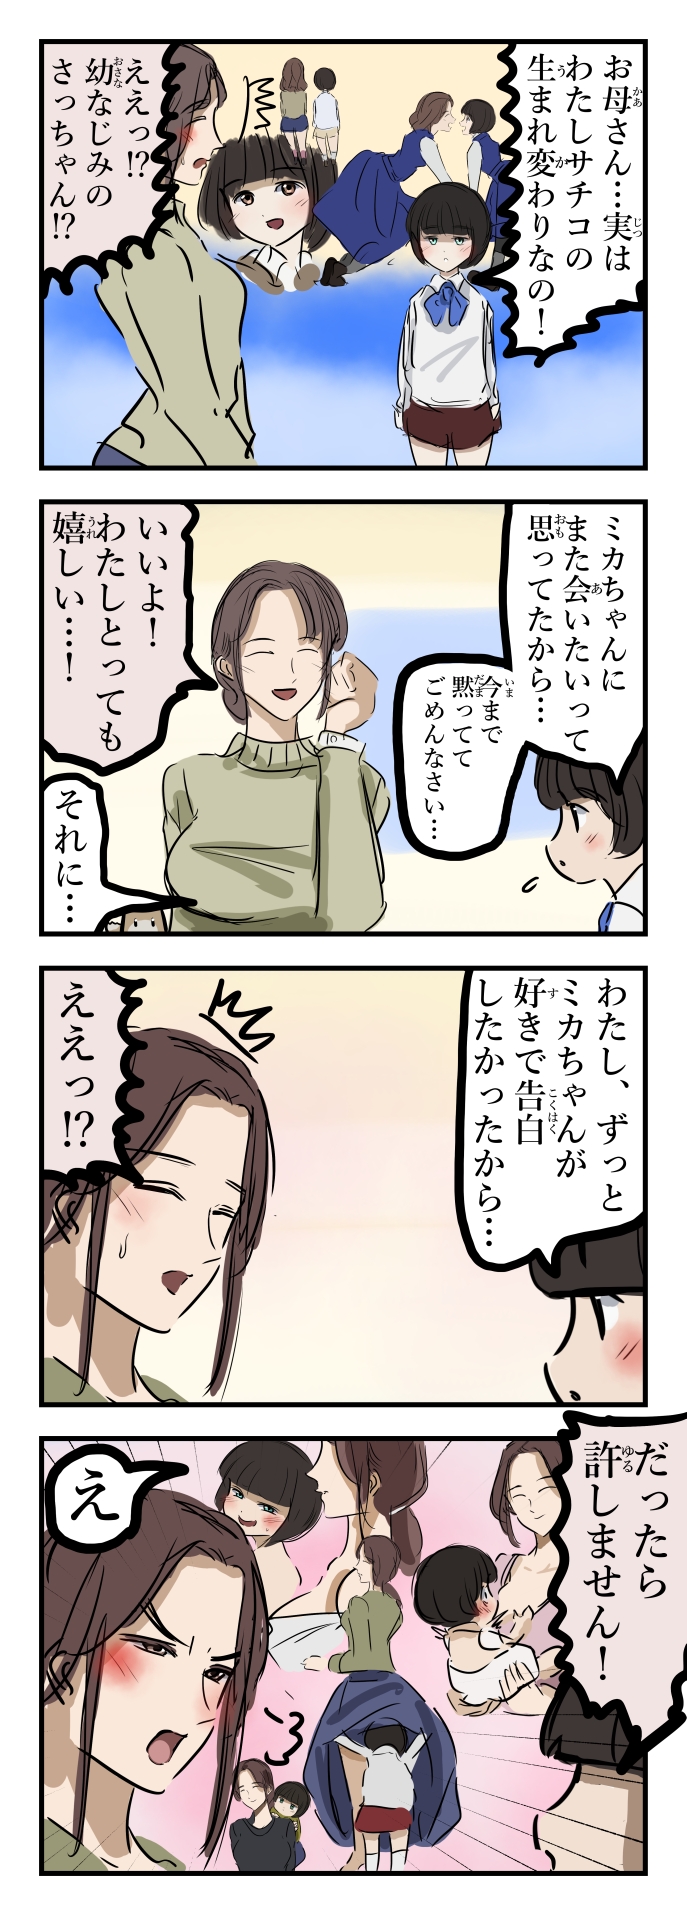 お母さん…実は
わたしサチコの
生まれ変わりなの！
ええっ!?
幼なじみの
さっちゃん!?
ミカちゃんに
また会いたいって
思ってたから…
今まで
黙ってて
ごめんなさい…
いいよ！
わたしとっても
嬉しい…！
それに…
わたし、ずっと
ミカちゃんが
好きで告白
したかったから…
ええっ!?
だったら
許しません！
え